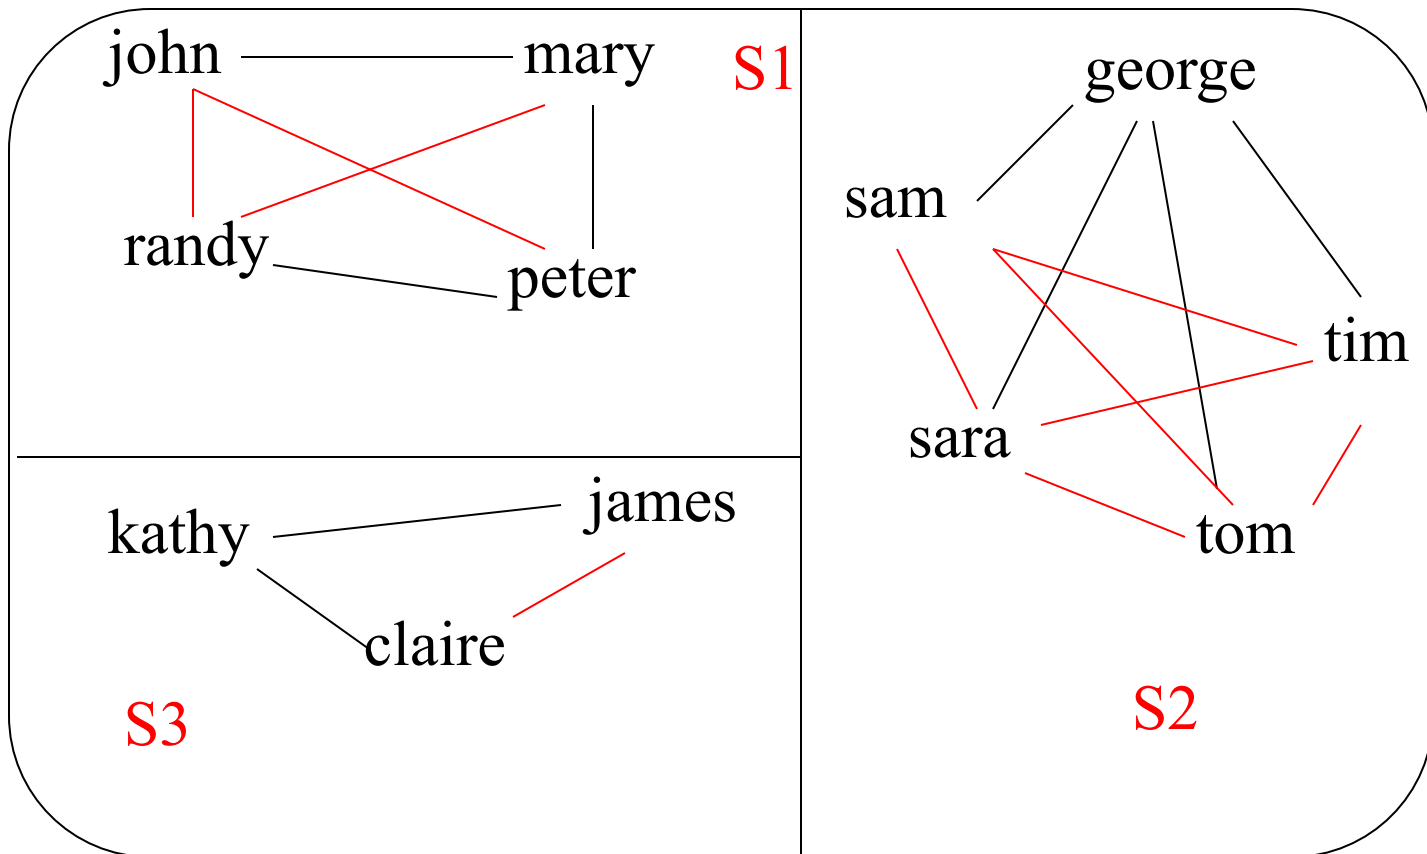 john mary S1
randy
peter
george
sam
tim
sara
tom
S2
kathy james
claire
S3